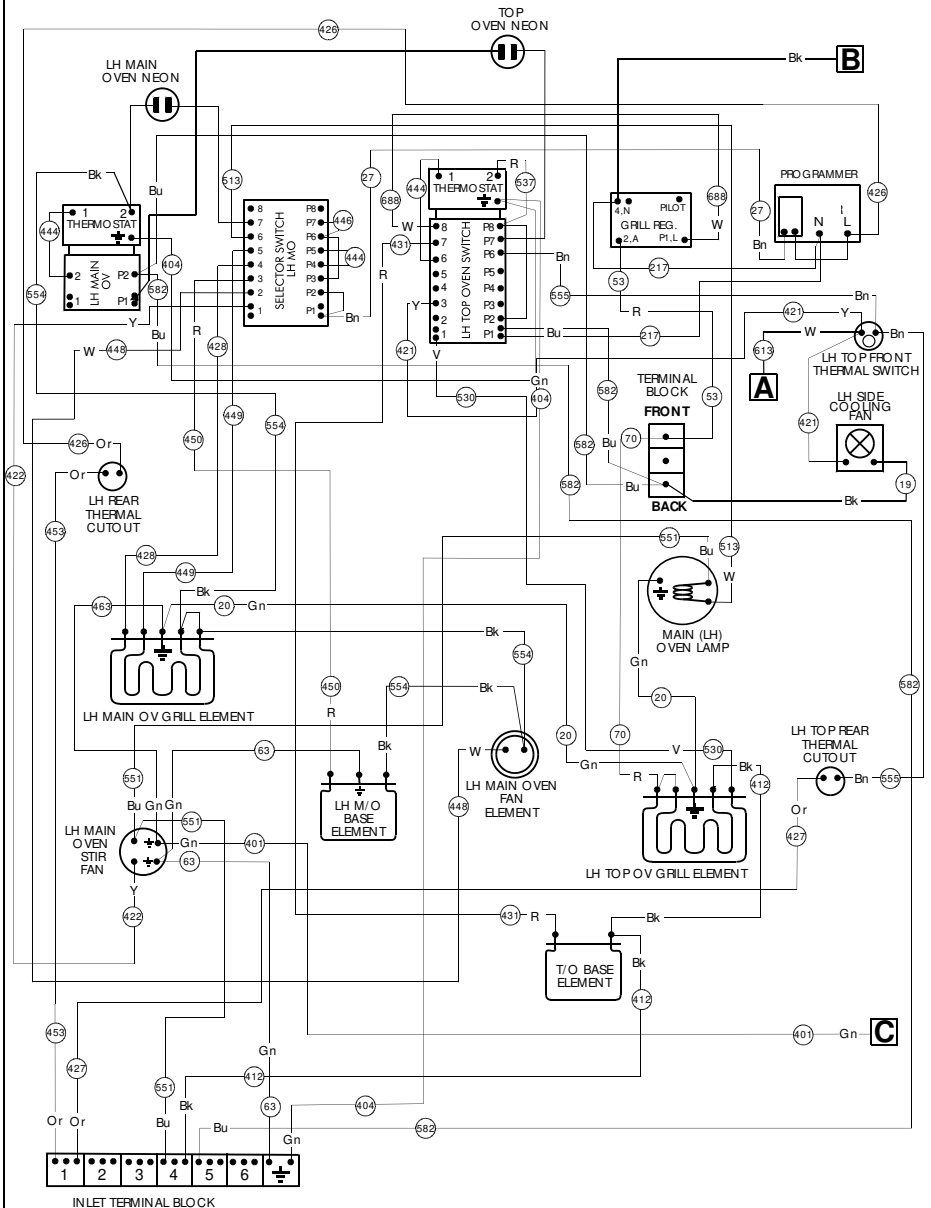 TOP
OVEN NEON
426
Bk
B
LH MAIN
OVEN NEON
Bk
Bu
513
27
444
R
537
688
1 2
THERMOSTAT
PROGRAMMER
N
L
426
27
Bn
4,N
PILOT
GRILL REG.
2,A
P1,L
688
W
1 2
THERMOSTAT
444
404
2
1
LH MAIN
OV
P2
P1
582
554
8
7
6
5
4
3
2
1
SELECTOR SWITCH
LH MO
P8
P7
P6
P5
P4
P3
P2
P1
446
444
Bn
W
431
R
8
7
6
5
4
3
2
1
LH TOP OVEN SWITCH
P8
P7
P6
P5
P4
P3
P2
P1
Bn
555
217
53
R
Bn
Y
421
Y
Bu
W
448
R
428
Y
421
V
Bu
217
W
613
A
Bn
LH TOP FRONT
THERMAL SWITCH
Gn
404
530
582
TERMINAL
BLOCK
FRONT
53
LH SIDE
COOLING
FAN
421
449
554
450
70
582
Bu
Bu
BACK
582
19
Bk
426
Or
422
Or
LH REAR
THERMAL
CUTOUT
453
428
449
Bk
463
20
Gn
551
Bu
513
W
MAIN (LH)
OVEN LAMP
Gn
20
Bk
554
LH MAIN OV GRILL ELEMENT
450
R
554
Bk
Bk
582
63
W
LH MAIN OVEN
FAN
ELEMENT
448
20
Gn
70
V
530
R
Bk
412
LH TOP REAR
THERMAL
CUTOUT
Bn
555
Or
427
551
Bu
Gn
Gn
551
LH M/O
BASE
ELEMENT
LH MAIN
OVEN
STIR
FAN
Gn
401
63
Y
422
LH TOP OV GRILL ELEMENT
431
R
Bk
T/O BASE
ELEMENT
Bk
412
453
427
401
Gn
C
Gn
551
Bk
412
63
404
Or Or
Bu
Bu
582
Gn
1 2 3 4 5 6
INLET TERMINAL BLOCK